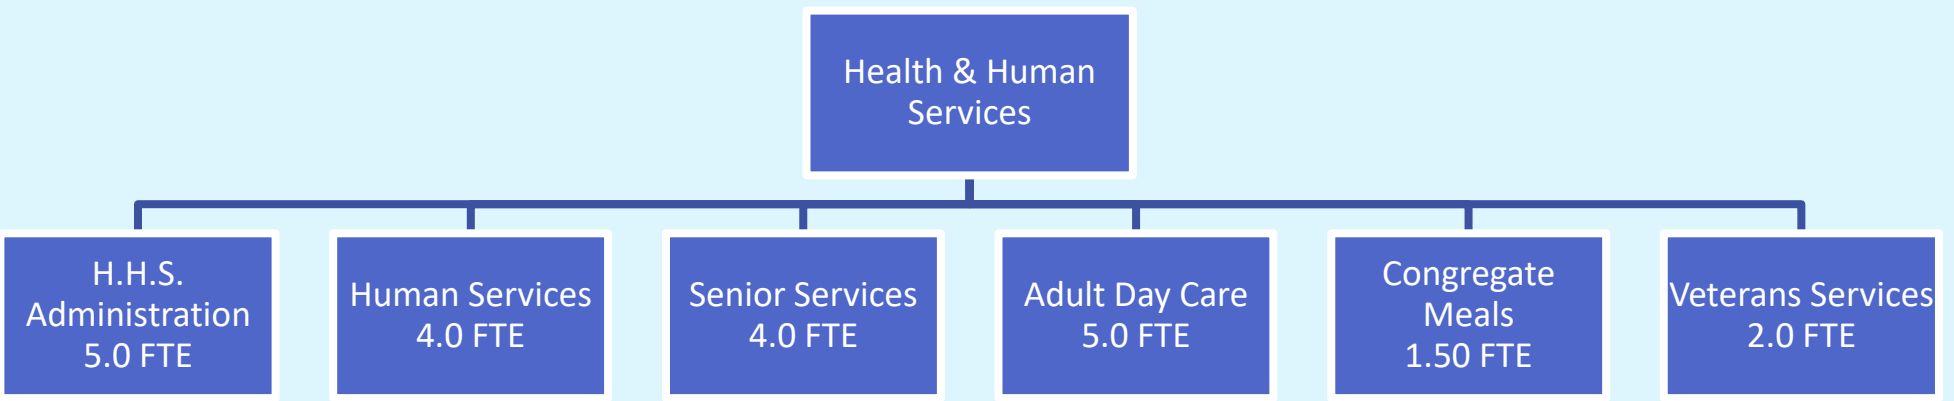 Health & Human
Services
H.H.S.
Administration
5.0 FTE
Human Services
4.0 FTE
Senior Services
4.0 FTE
Adult Day Care
5.0 FTE
Congregate
Meals
1.50 FTE
Veterans Services
2.0 FTE